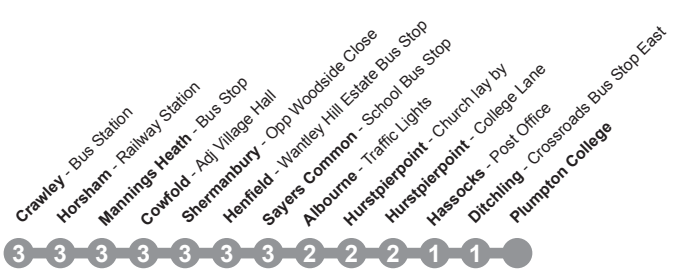 Crawley - Bus Station
Horsham - Railway Station
Mannings Heath - Bus Stop
Cowfold - Adj Village Hall
Shermanbury - Opp Woodside Close
Henfield - Wantley Hill Estate Bus Stop
Sayers Common - School Bus Stop
Albourne - Traffic Lights
Hurstpierpoint - Church lay by
Hurstpierpoint - College Lane
Hassocks - Post Office
Ditchling - Crossroads Bus Stop East
Plumpton College
3 3 3 3 3 3 3 2 2 2 1 1